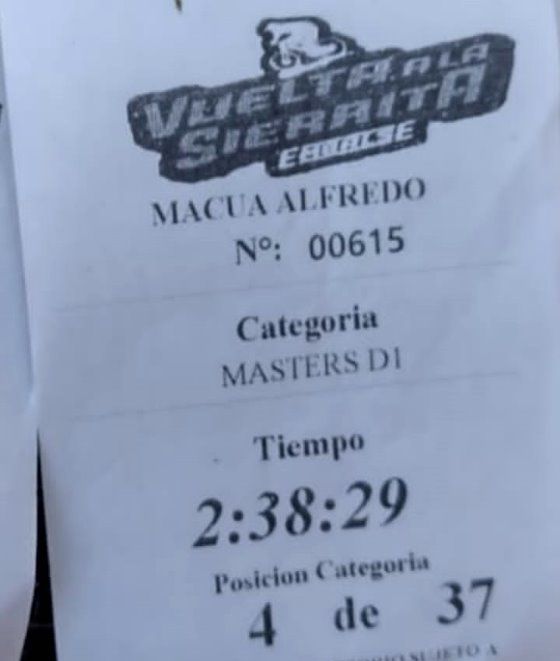 VUELTA A LA
SIERRITA
MACUA ALFREDO
Nº: 00615
Categoria
MASTERS D1
Tiempo
2:38:29
Posicion Categoria
4 de 37
SUJETO A